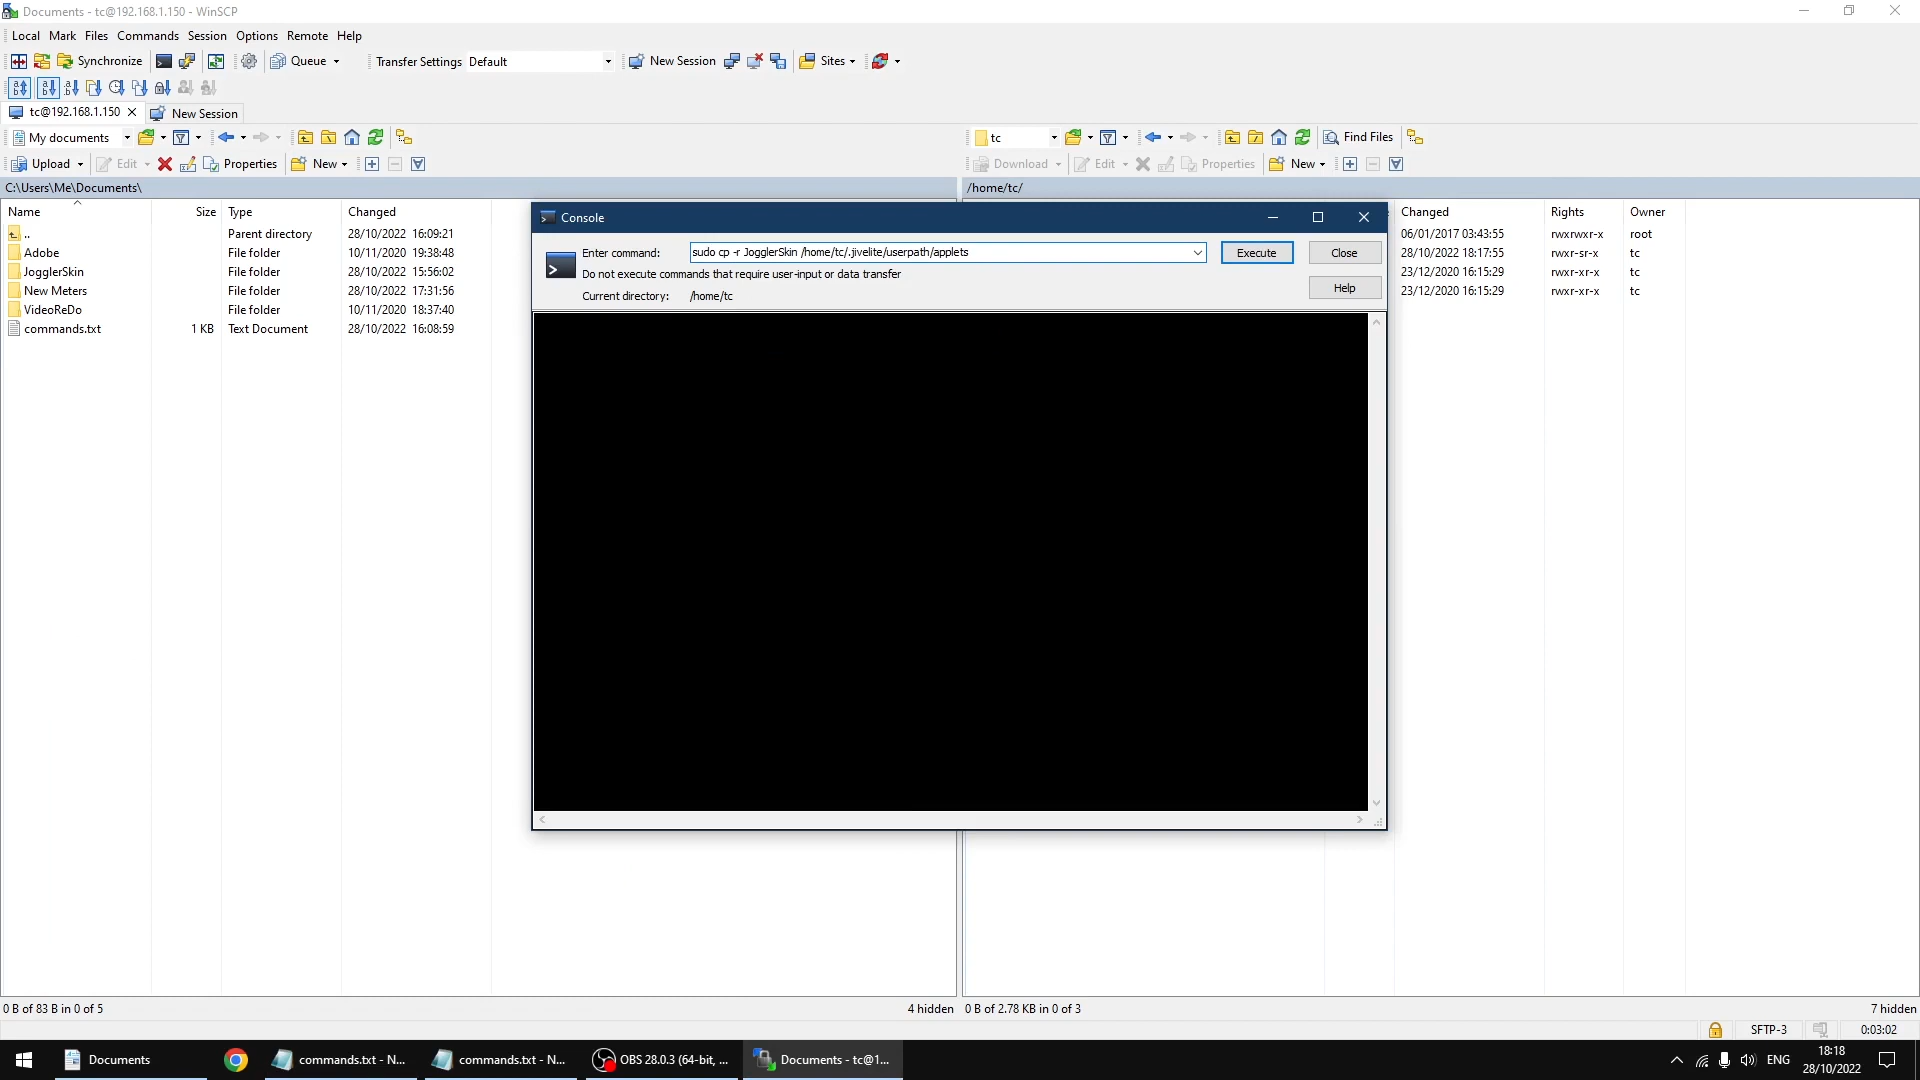 Documents - tc@192.168.1.150 - WinSCP
Local Mark Files Commands Session Options Remote Help
Synchronize Queue Transfer Settings Default New Session Sites
tc@192.168.1.150 New Session
My documents
tc Find Files
Upload Edit Properties New
Download Edit Properties New
C:\Users\Me\Documents\
/home/tc/
Name Size Type Changed
.. Parent directory 28/10/2022 16:09:21
Adobe File folder 10/11/2020 19:38:48
JogglerSkin File folder 28/10/2022 15:56:02
New Meters File folder 28/10/2022 17:31:56
VideoReDo File folder 10/11/2020 18:37:40
commands.txt 1 KB Text Document 28/10/2022 16:08:59
Console
Enter command: sudo cp -r JogglerSkin /home/tc/.jivelite/userpath/applets Execute Close
Do not execute commands that require user-input or data transfer
Current directory: /home/tc Help
Changed Rights Owner
06/01/2017 03:43:55 rwxrwxr-x root
28/10/2022 18:17:55 rwxr-sr-x tc
23/12/2020 16:15:29 rwxr-xr-x tc
23/12/2020 16:15:29 rwxr-xr-x tc
0 B of 83 B in 0 of 5 4 hidden
0 B of 2.78 KB in 0 of 3 7 hidden
SFTP-3 0:03:02
Documents commands.txt - N... commands.txt - N... OBS 28.0.3 (64-bit, ... Documents - tc@1...
ENG 18:18
28/10/2022